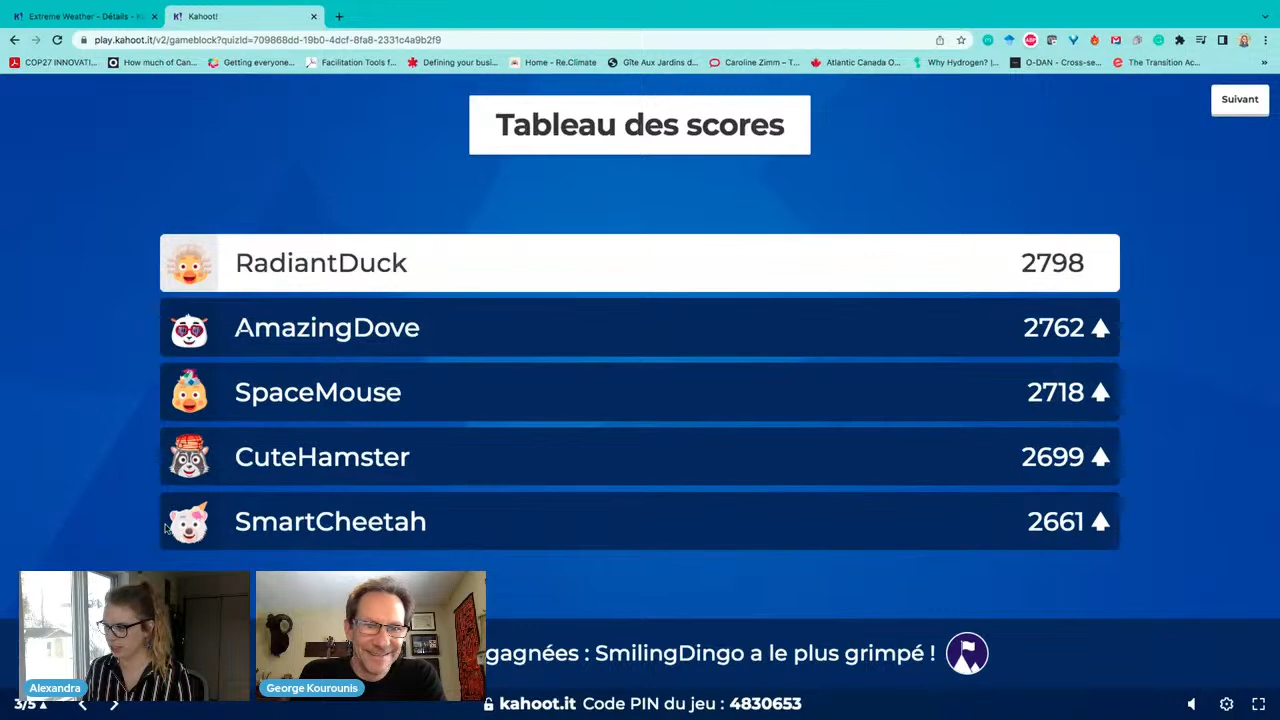 Extreme Weather - Détails - K
Kahoot!
play.kahoot.it/v2/gameblock?quizId=709868dd-19b0-4dcf-8fa8-2331c4a9b2f9
COP27 INNOVATI... How much of Can... Getting everyone... Facilitation Tools f... Defining your busi... Home - Re.Climate Gîte Aux Jardins d... Caroline Zimm – T... Atlantic Canada O... Why Hydrogen? |... O-DAN - Cross-se... The Transition Ac... »
Suivant
Tableau des scores
RadiantDuck 2798
AmazingDove 2762
SpaceMouse 2718
CuteHamster 2699
SmartCheetah 2661
gagnées : SmilingDingo a le plus grimpé !
Alexandra
George Kourounis
3/5
kahoot.it Code PIN du jeu : 4830653